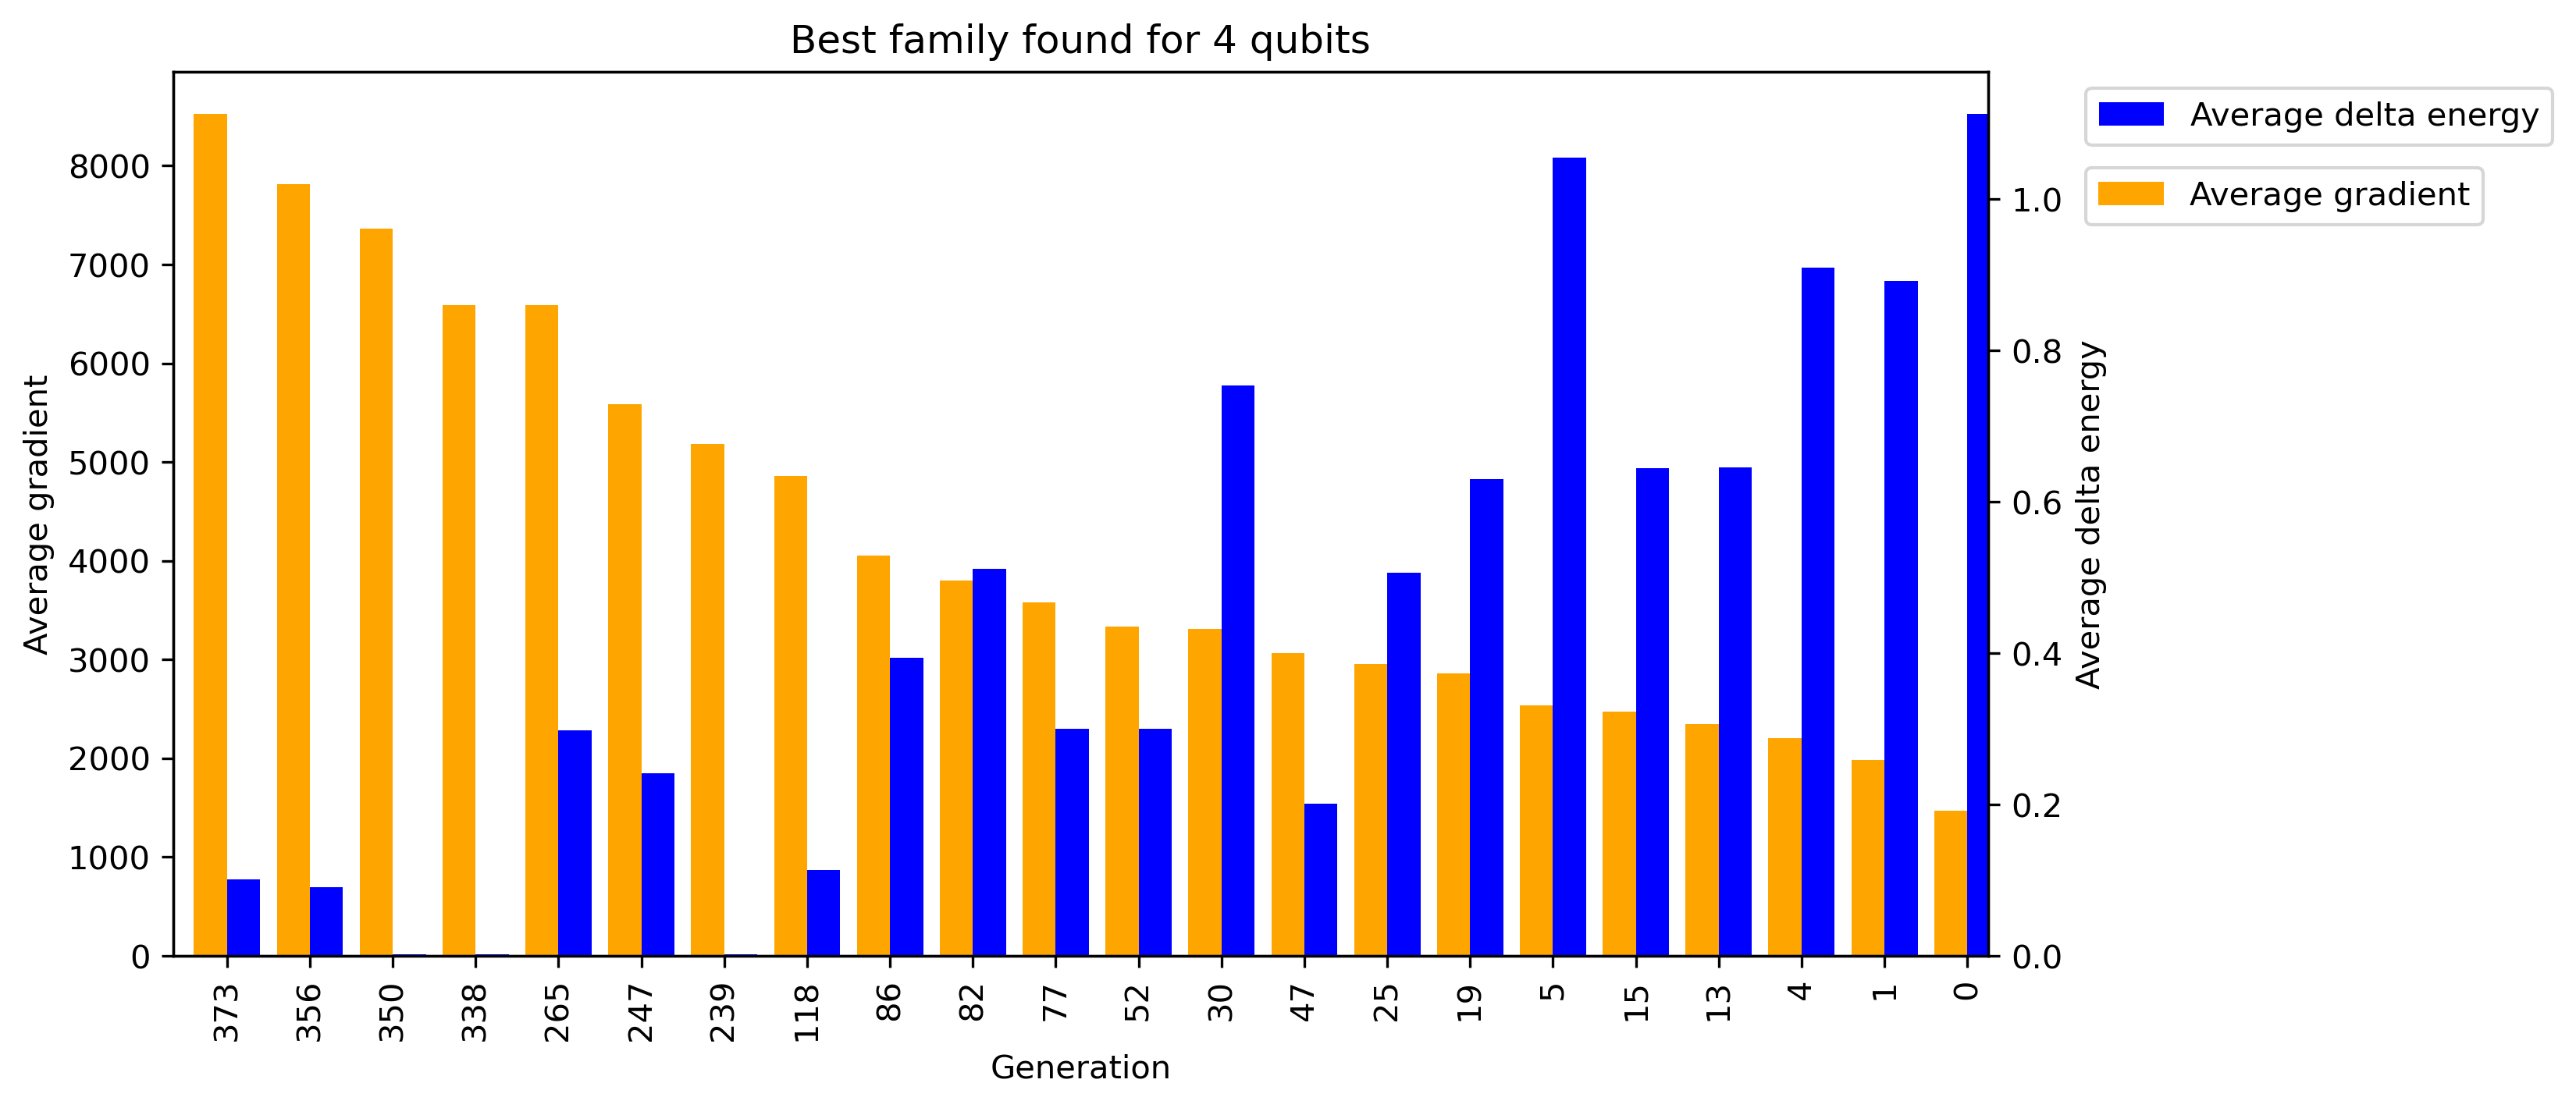 Best family found for 4 qubits
Average delta energy
Average gradient
8000
7000
6000
5000
4000
3000
2000
1000
0
Average gradient
1.0
0.8
0.6
0.4
0.2
0.0
Average delta energy
373 356 350 338 265 247 239 118 86 82 77 52 30 47 25 19 5 15 13 4 1 0
Generation